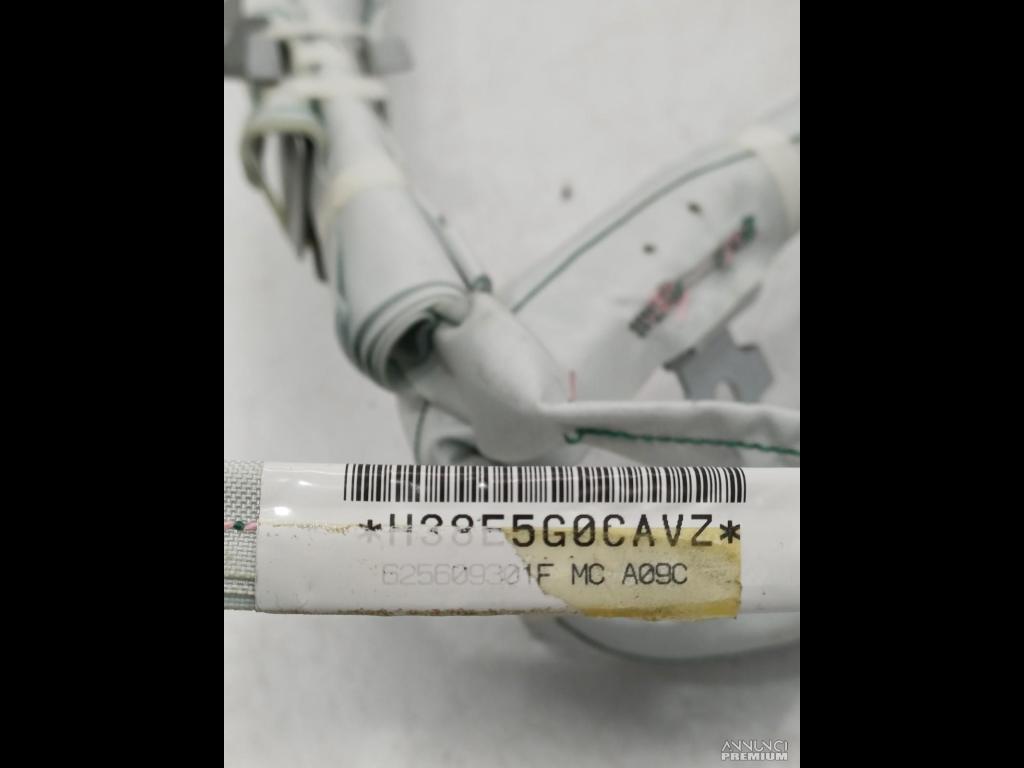 *H38E5G0CAVZ*
625609301F MC A09C
ANNUNCI
PREMIUM